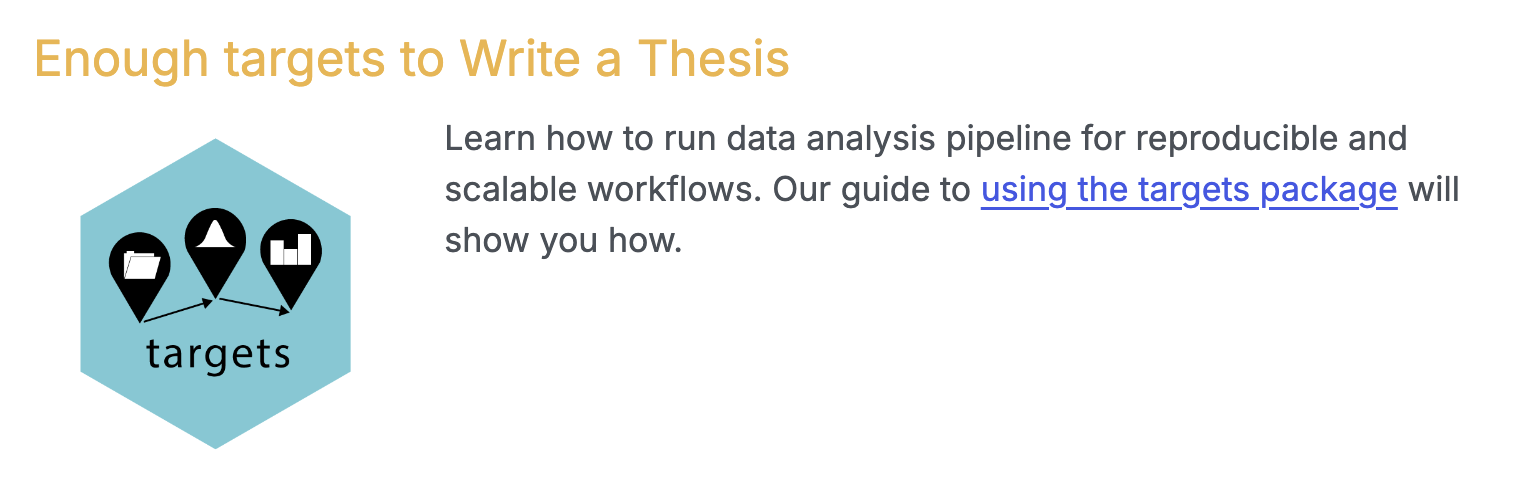 Enough targets to Write a Thesis
Learn how to run data analysis pipeline for reproducible and
scalable workflows. Our guide to using the targets package will
show you how.
targets